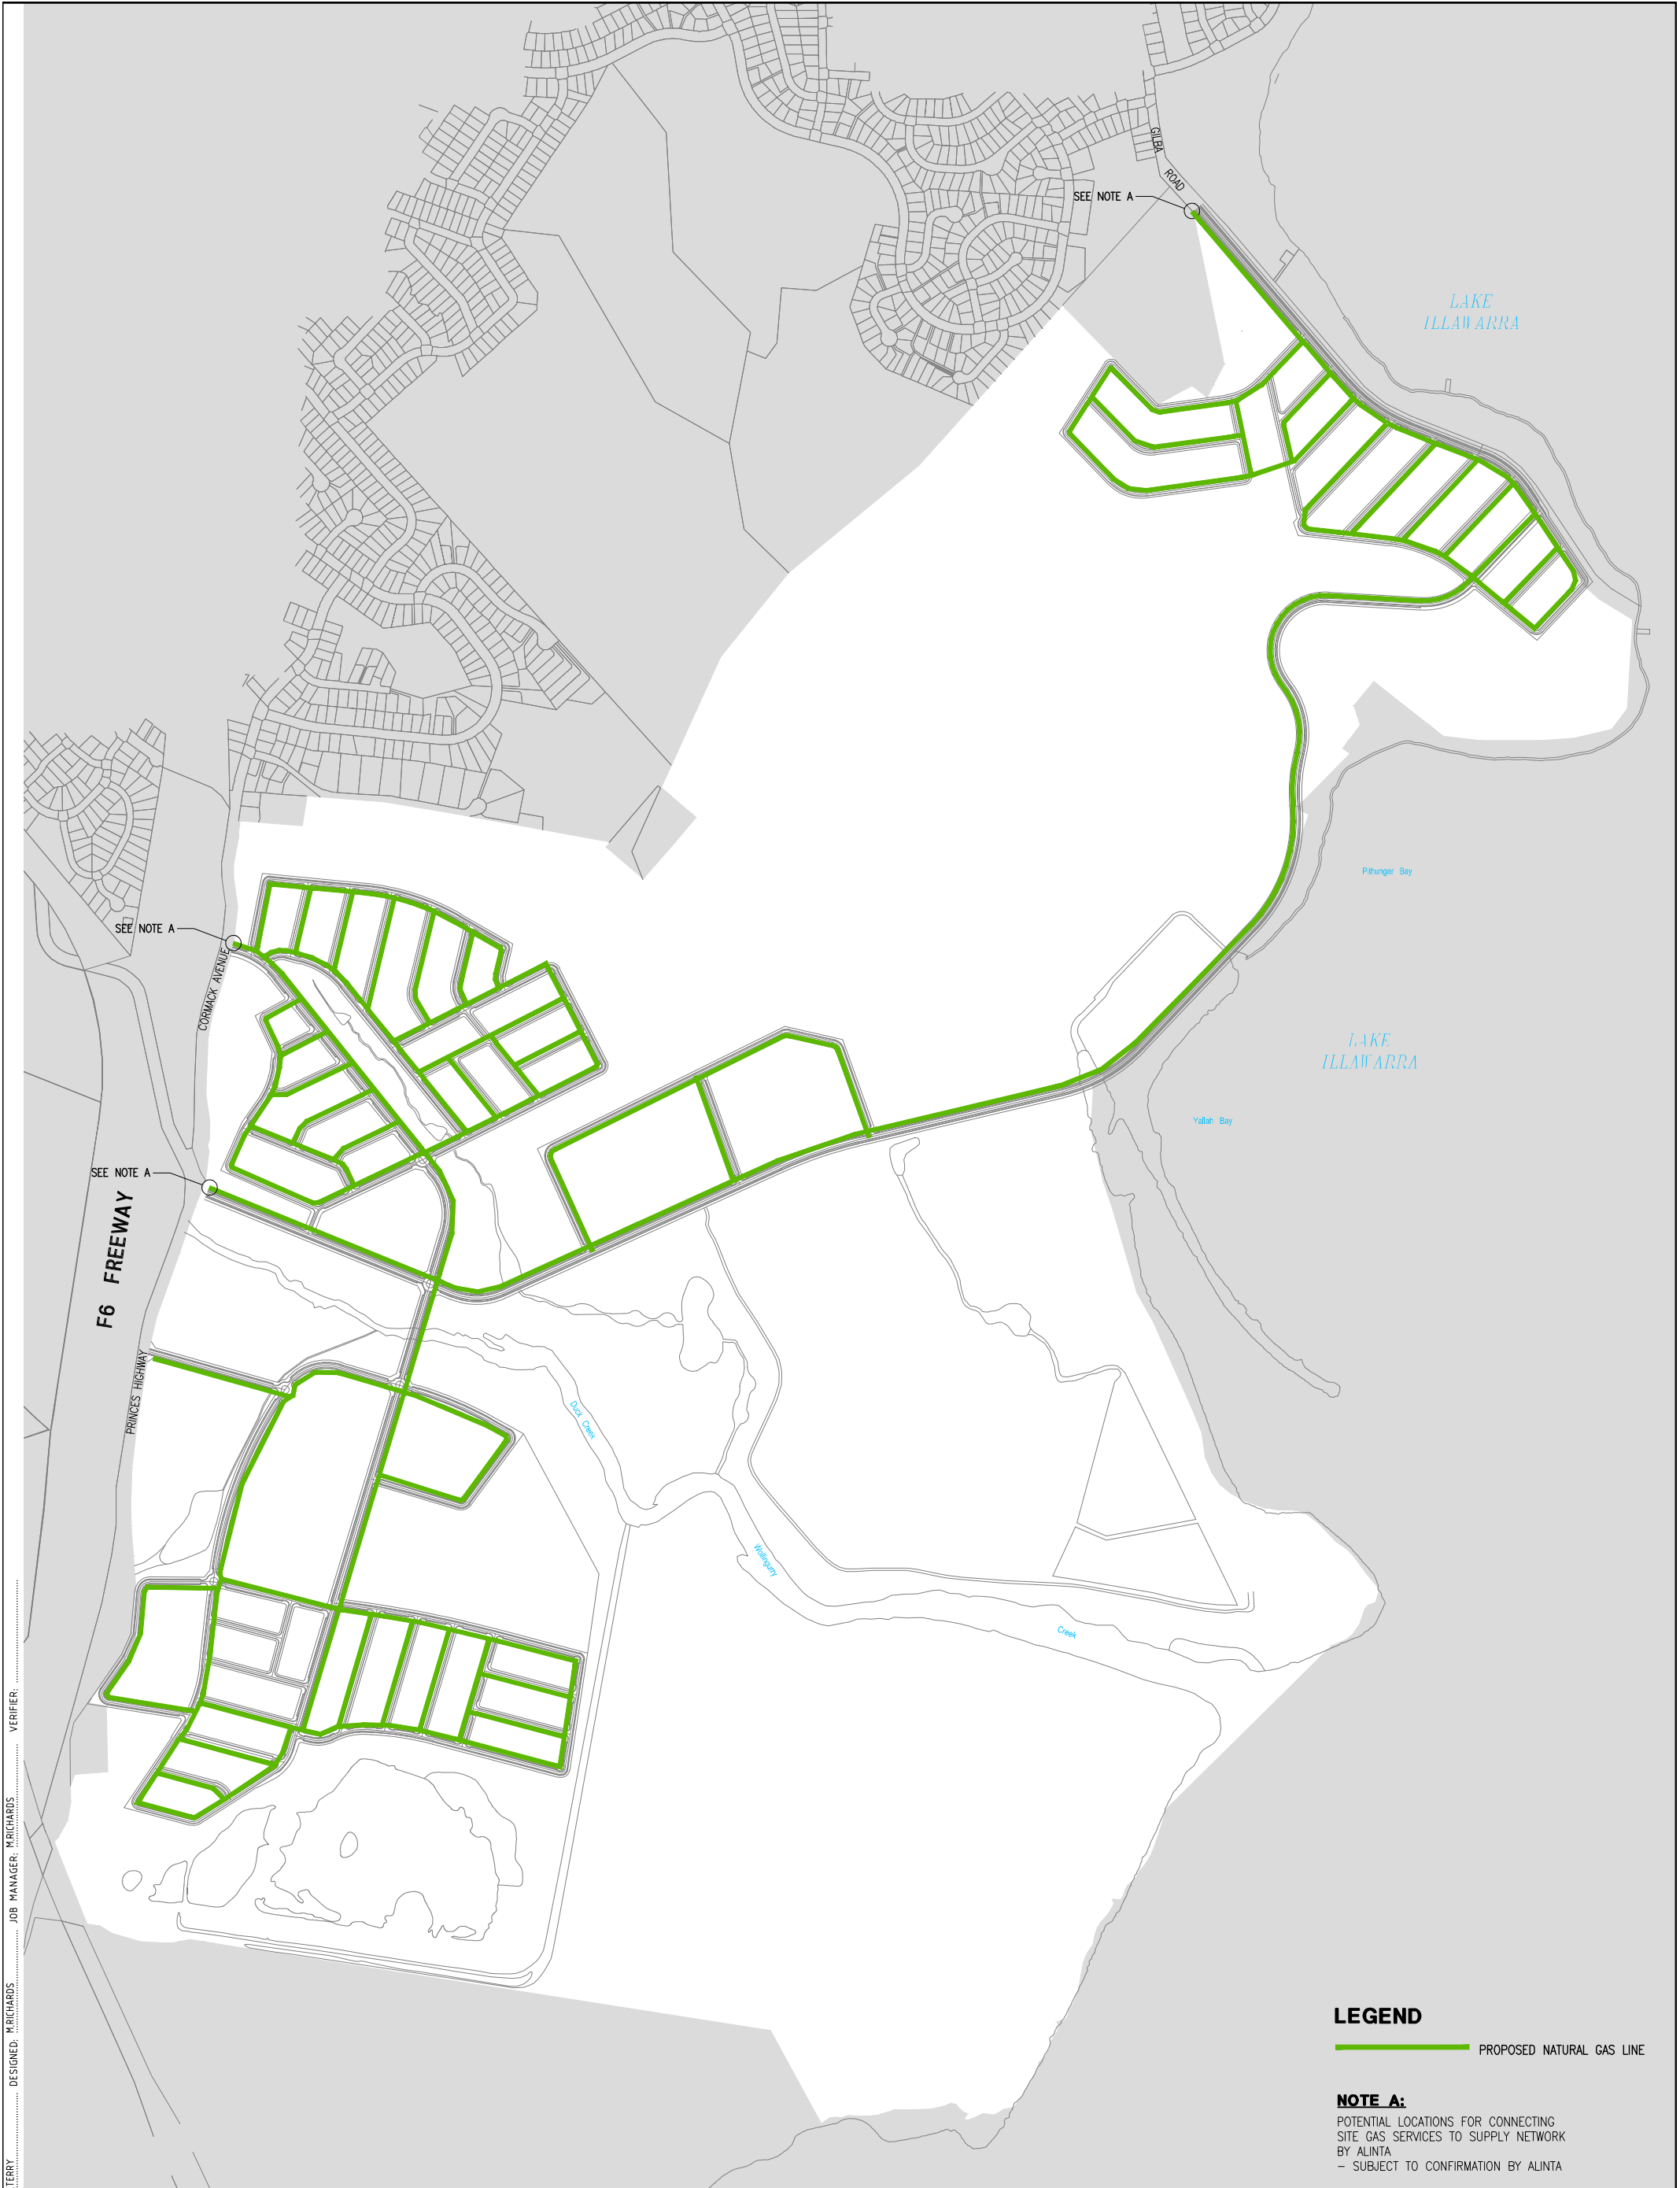 GILBA
ROAD
SEE NOTE A
LAKE
ILLAWARRA
Pithungar Bay
SEE NOTE A
CORMACK AVENUE
LAKE
ILLAWARRA
Yallah Bay
SEE NOTE A
F6 FREEWAY
PRINCES HIGHWAY
Duck Creek
Wollingurry
Creek
TERRY
DESIGNED: M.RICHARDS
JOB MANAGER: M.RICHARDS
VERIFIER:
LEGEND
PROPOSED NATURAL GAS LINE
NOTE A:
POTENTIAL LOCATIONS FOR CONNECTING
SITE GAS SERVICES TO SUPPLY NETWORK
BY ALINTA
– SUBJECT TO CONFIRMATION BY ALINTA